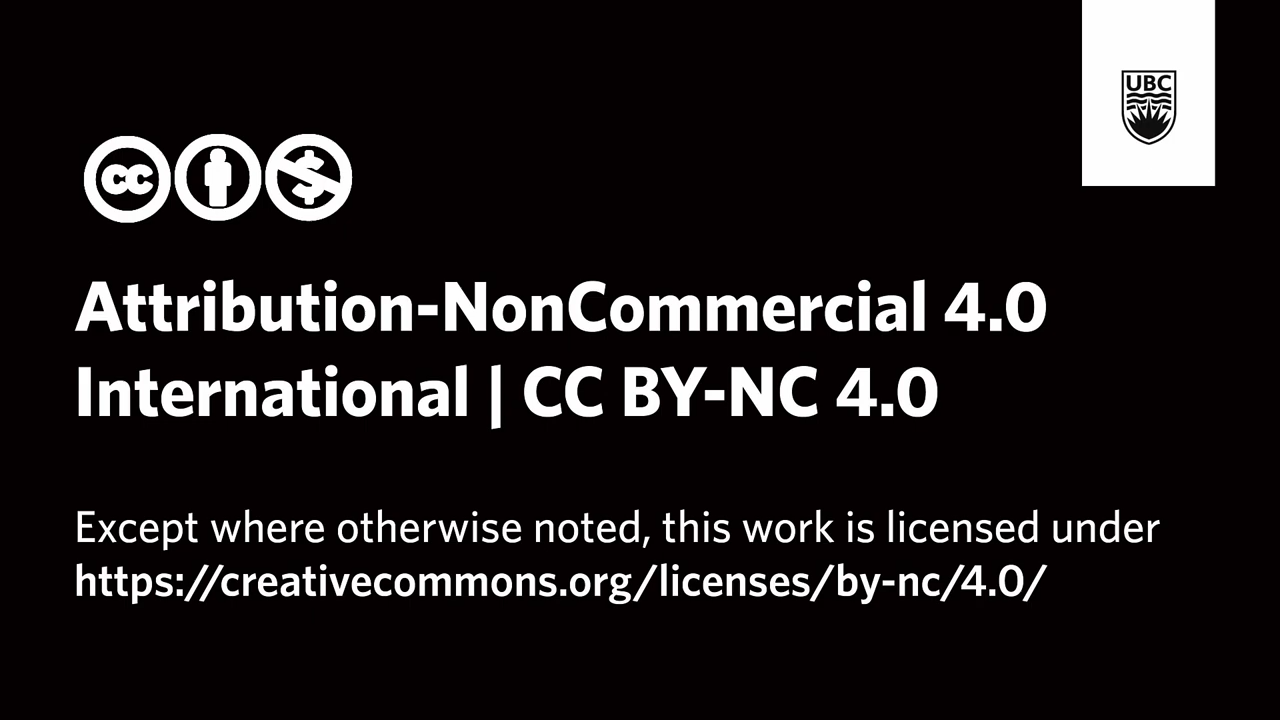 UBC
cc
Attribution-NonCommercial 4.0
International | CC BY-NC 4.0
Except where otherwise noted, this work is licensed under
https://creativecommons.org/licenses/by-nc/4.0/